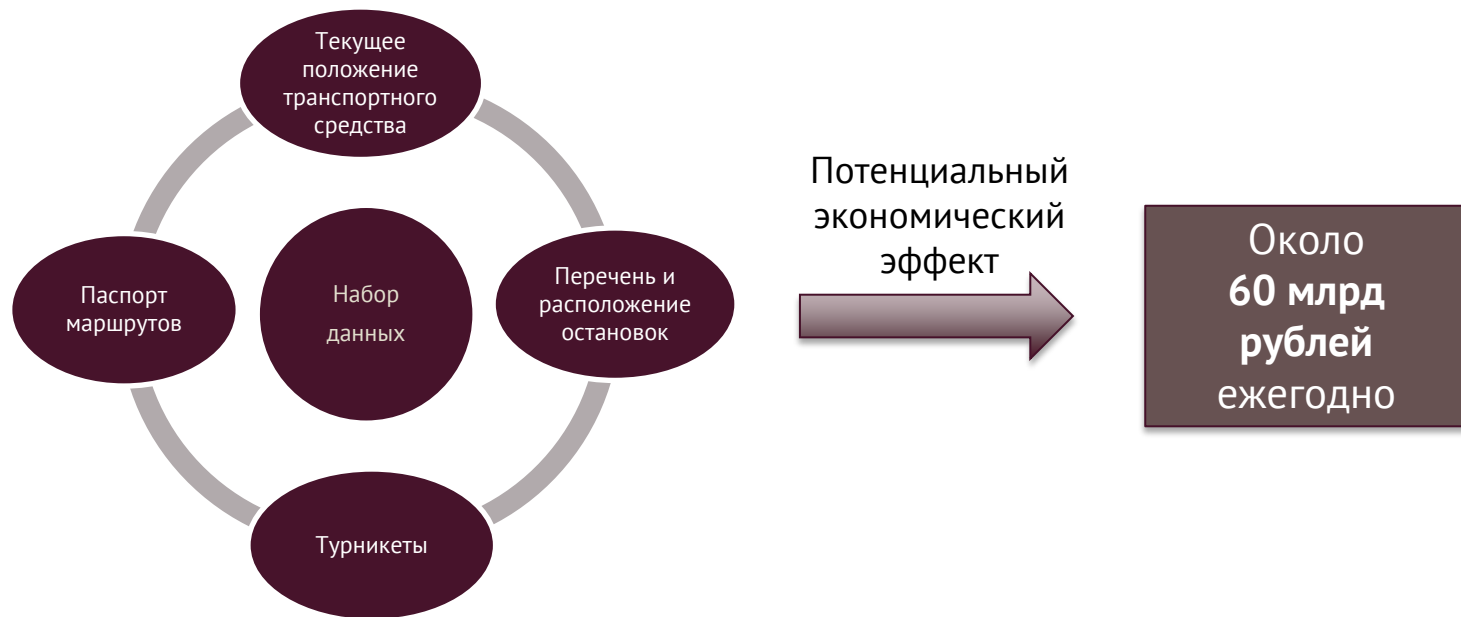 Текущее
положение
транспортного
средства
Паспорт
маршрутов
Набор
данных
Перечень и
расположение
остановок
Турникеты
Потенциальный
экономический
эффект
Около
60 млрд
рублей
ежегодно